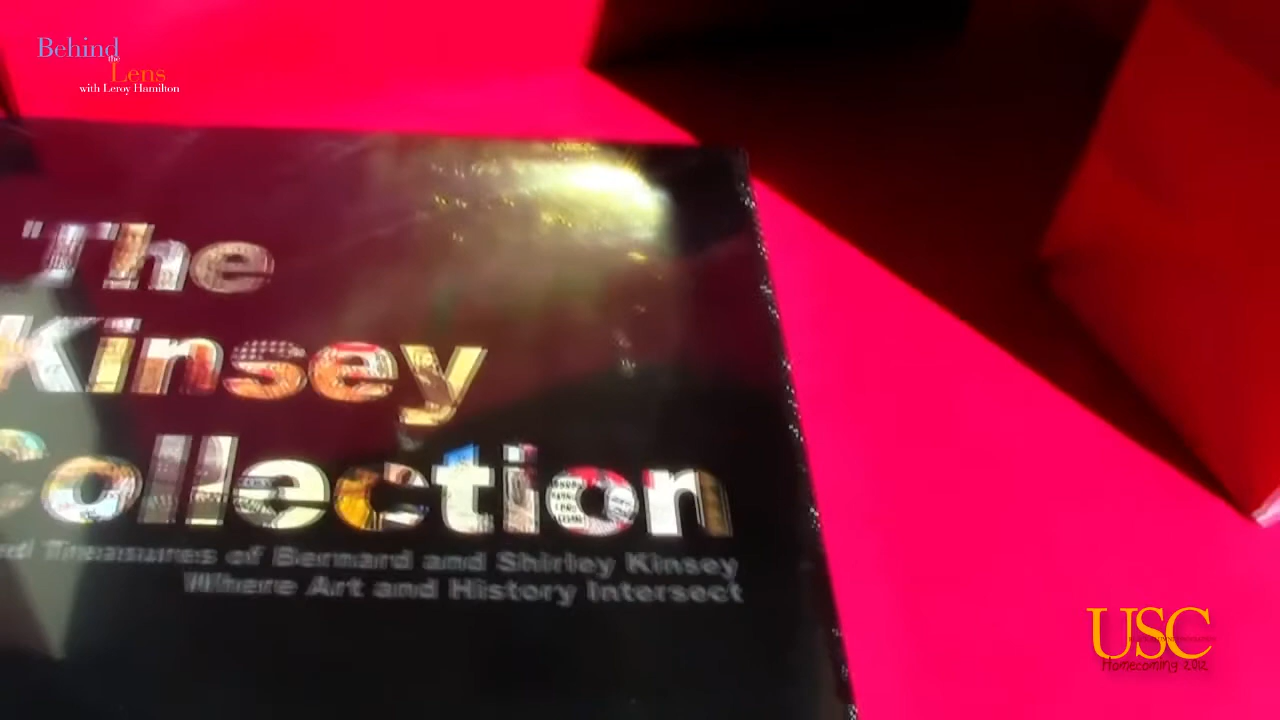 Behind
the
Lens
with Leroy Hamilton
"The
Kinsey
Collection
Treasures of Bernard and Shirley Kinsey
Where Art and History Intersect
USC
Homecoming 2012